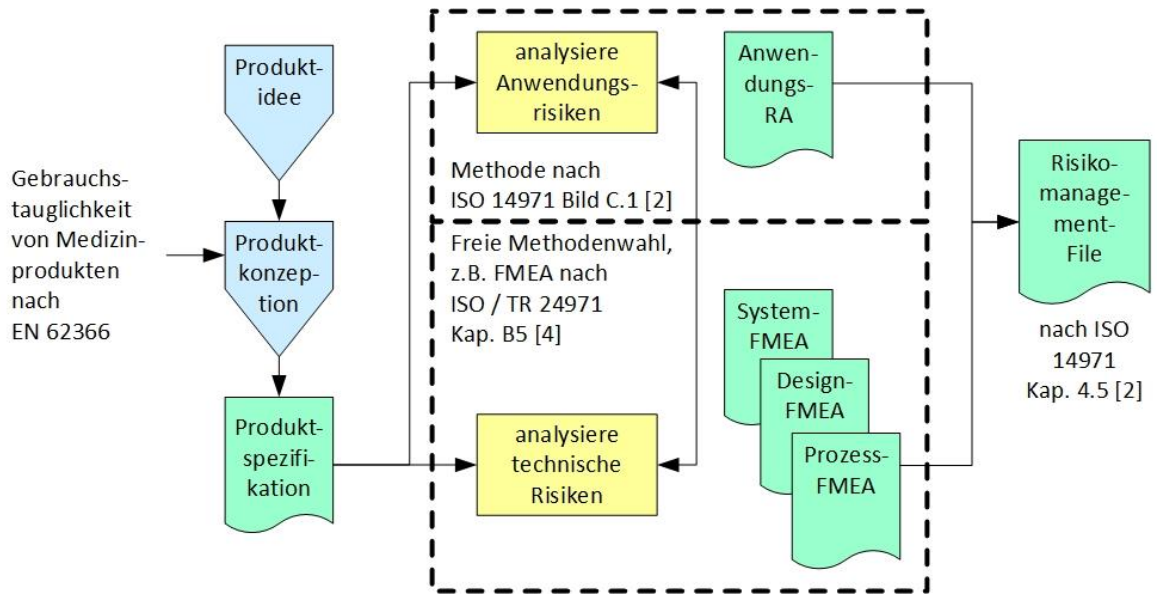 Produkt-
idee
Gebrauchs-
tauglichkeit
von Medizin-
produkten
nach
EN 62366
Produkt-
konzep-
tion
Produkt-
spezifi-
kation
analysiere
Anwendungs-
risiken
Methode nach
ISO 14971 Bild C.1 [2]
Freie Methodenwahl,
z.B. FMEA nach
ISO / TR 24971
Kap. B5 [4]
analysiere
technische
Risiken
Anwen-
dungs-
RA
System-
FMEA
Design-
FMEA
Prozess-
FMEA
Risiko-
manage-
ment-
File
nach ISO
14971
Kap. 4.5 [2]